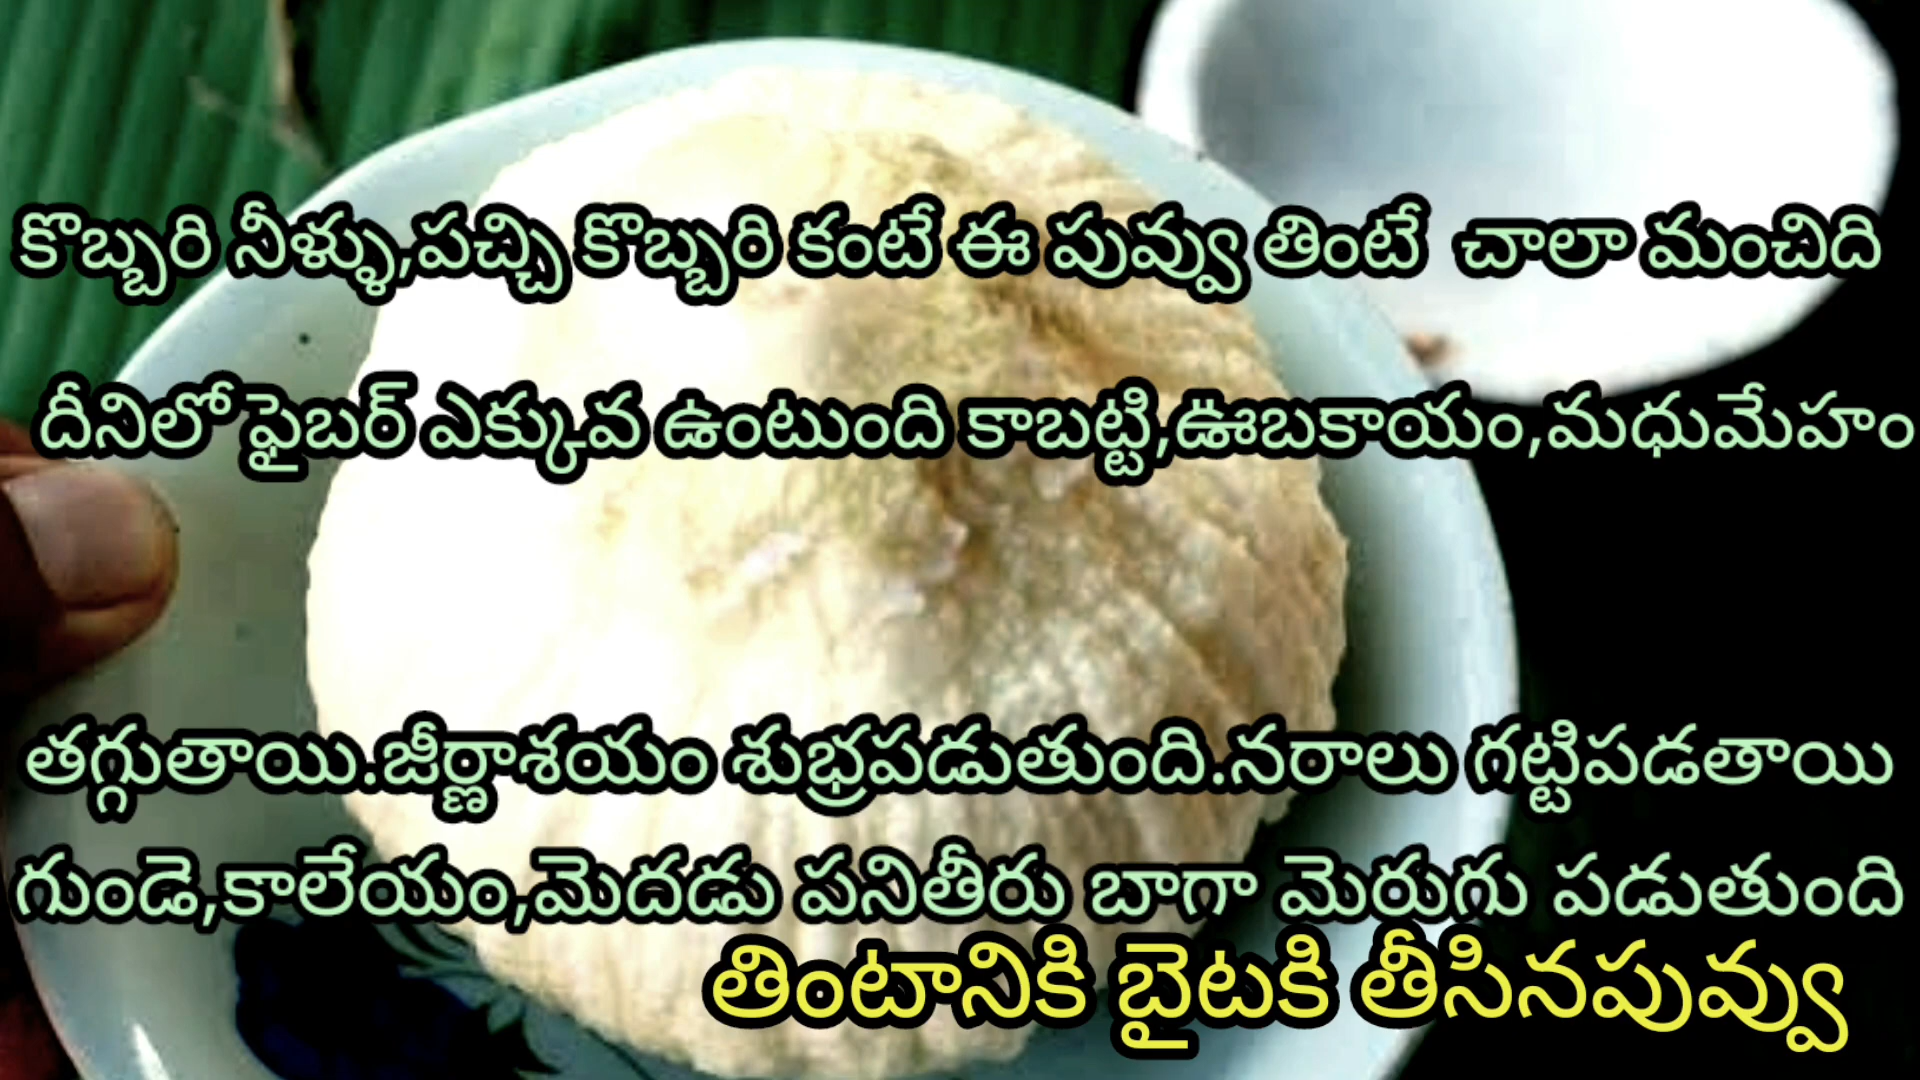 కొబ్బరి నీళ్ళు,పచ్చి కొబ్బరి కంటే ఈ పువ్వు తింటే చాలా మంచిది
దీనిలో ఫైబర్ ఎక్కువ ఉంటుంది కాబట్టి,ఊబకాయం,మధుమేహం
తగ్గుతాయి.జీర్ణాశయం శుభ్రపడుతుంది.నరాలు గట్టిపడతాయి
గుండె,కాలేయం,మెదడు పనితీరు బాగా మెరుగు పడుతుంది
తింటానికి బైటకి తీసినపువ్వు